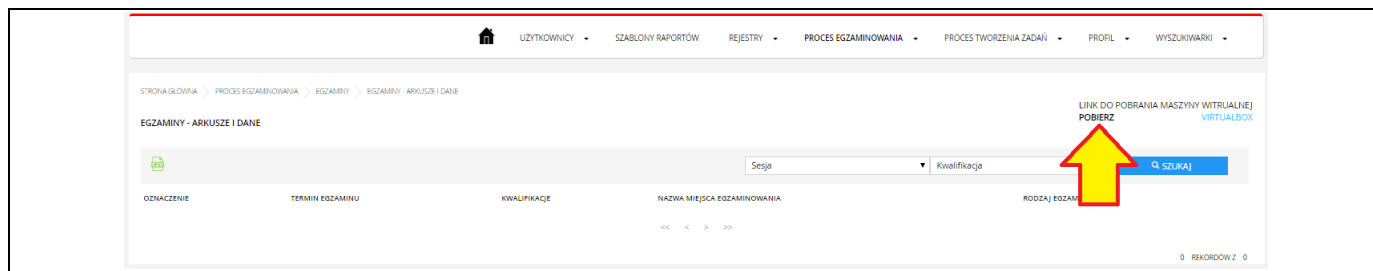 UŻYTKOWNICY SZABLONY RAPORTÓW REJESTRY PROCES EGZAMINOWANIA PROCES TWORZENIA ZADAŃ PROFIL WYSZUKIWARKI
STRONA GŁÓWNA PROCES EGZAMINOWANIA EGZAMINY EGZAMINY - ARKUSZE I DANE
LINK DO POBRANIA MASZYNY WITRUALNEJ
POBIERZ VIRTUALBOX
EGZAMINY - ARKUSZE I DANE
Sesja Kwalifikacja SZUKAJ
OZNACZENIE TERMIN EGZAMINU KWALIFIKACJE NAZWA MIEJSCA EGZAMINOWANIA RODZAJ EGZAM
<< < > >>
0 REKORDÓW Z 0